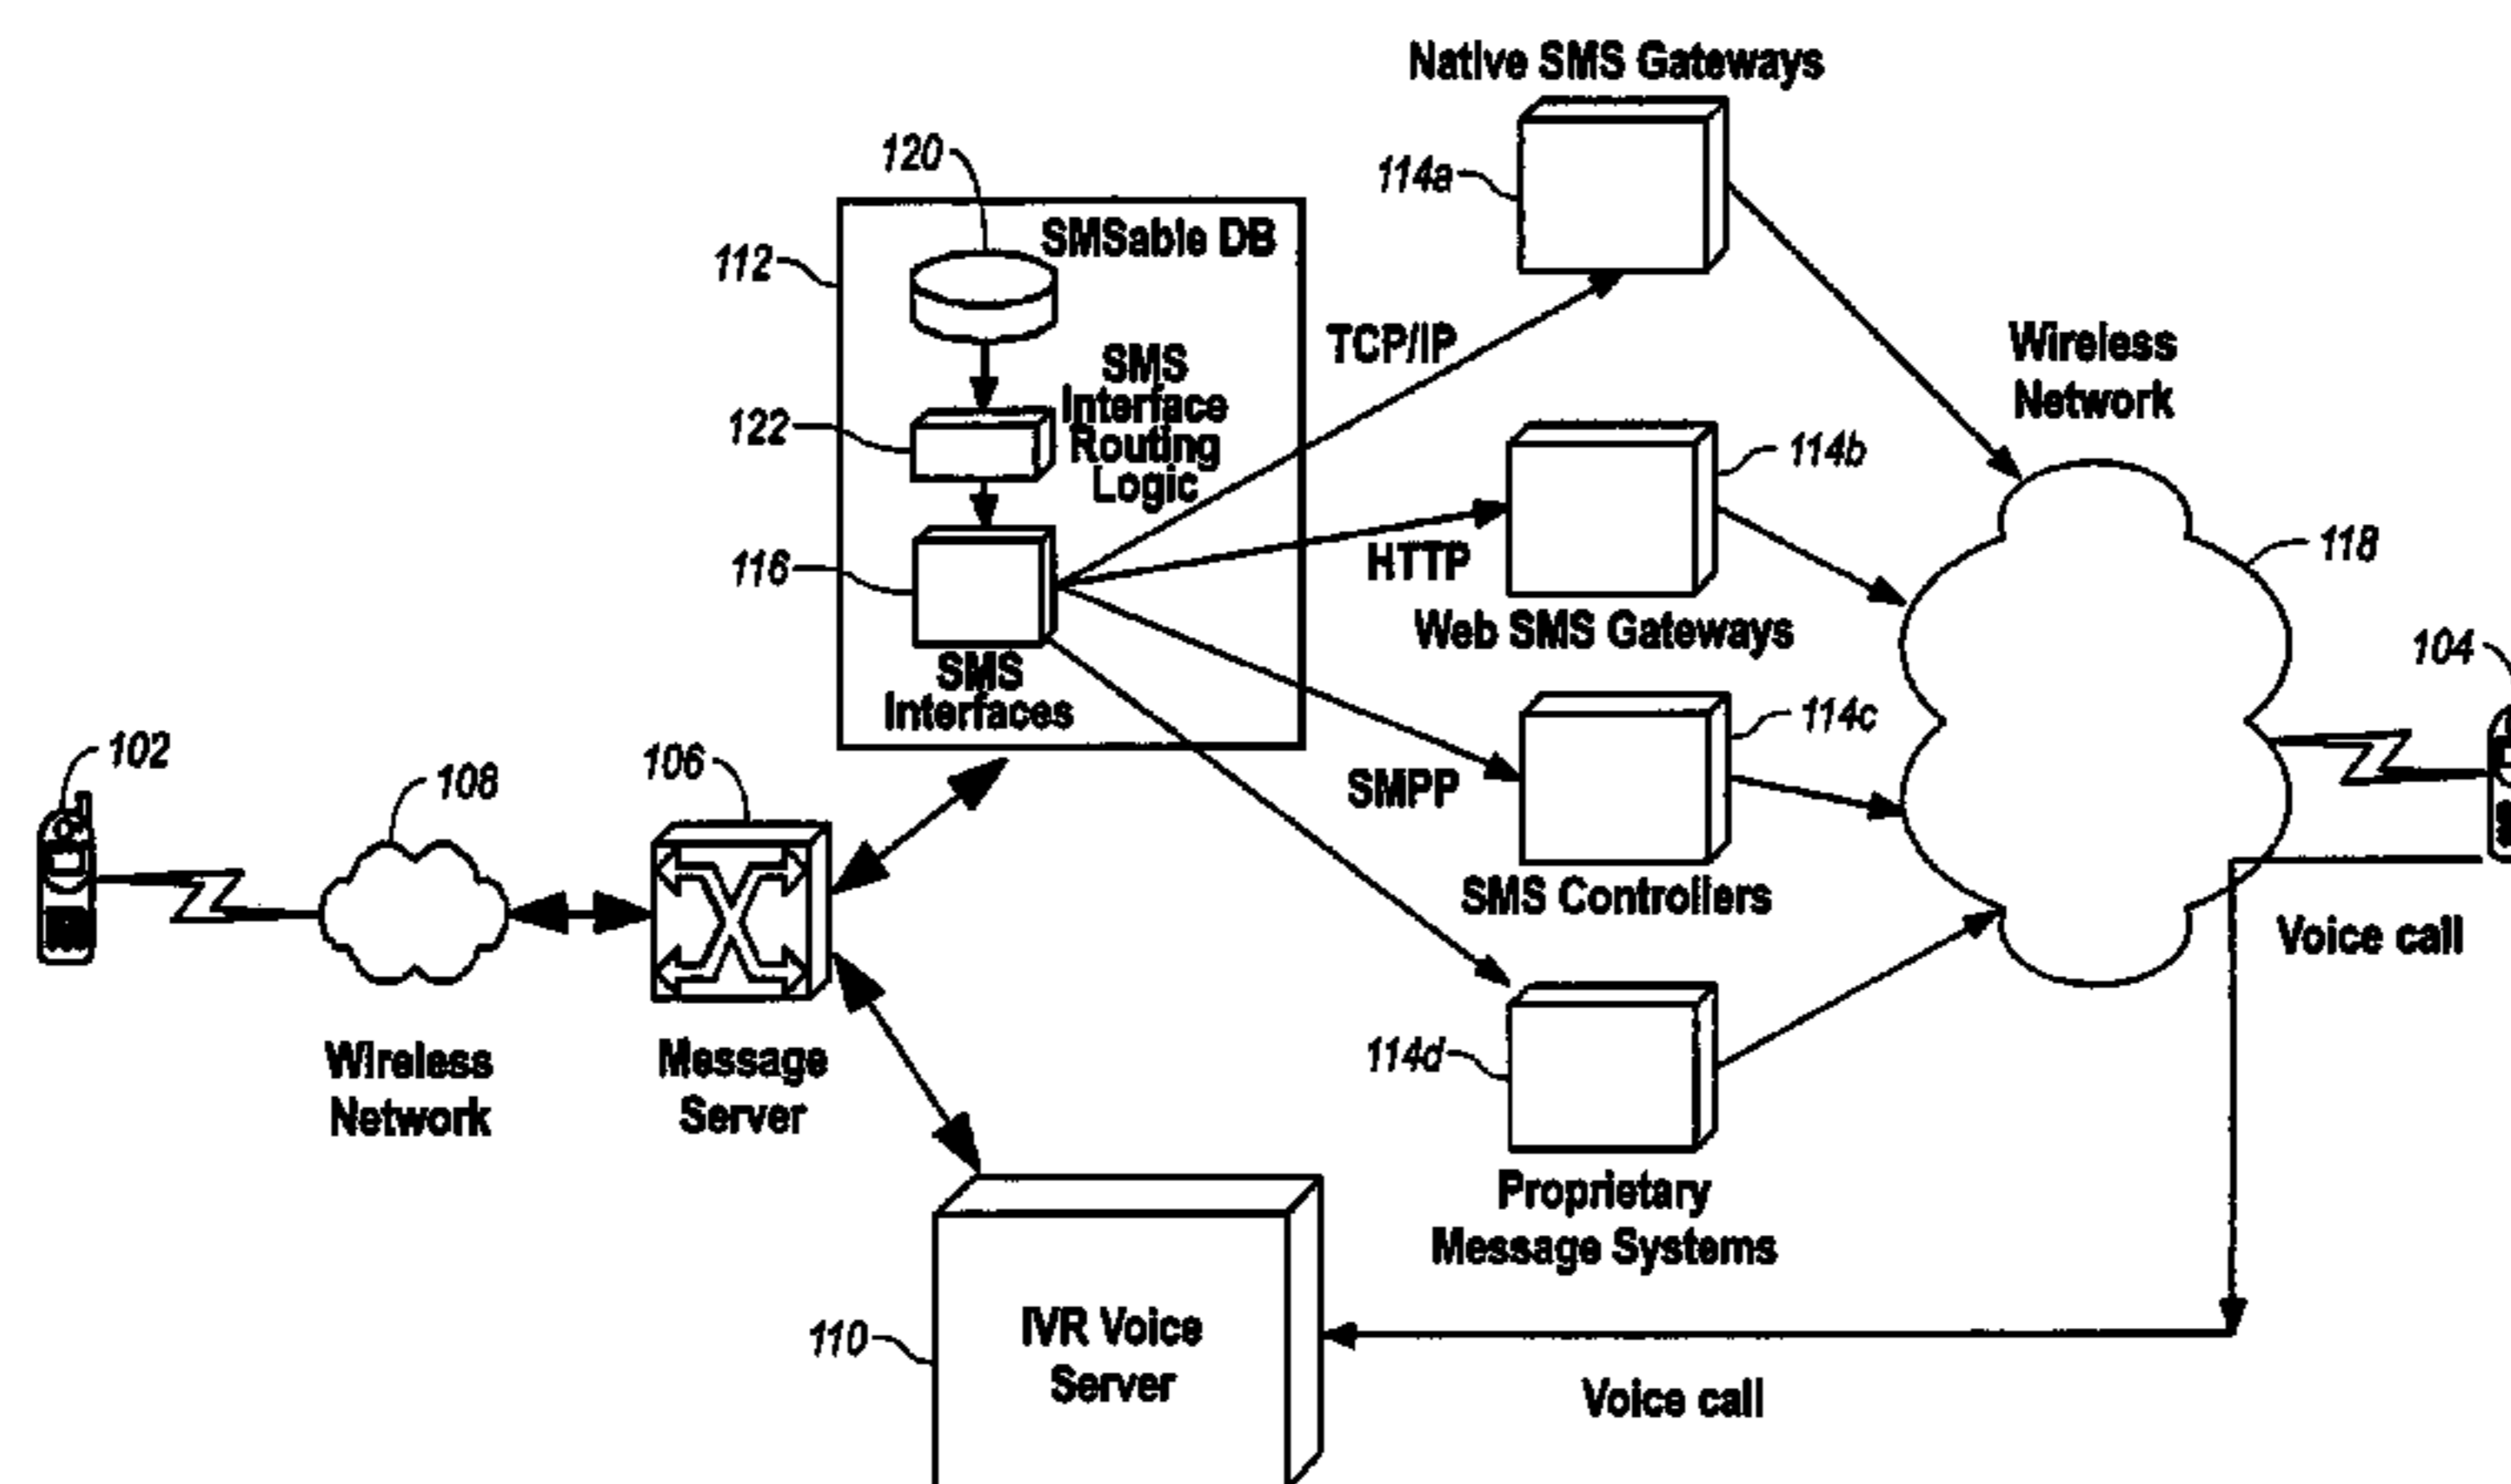 Native SMS Gateways
114a
120
SMSable DB
112
TCP/IP
SMS
Interface
Routing
Logic
122
Wireless
Network
114b
HTTP
118
116
Web SMS Gateways
SMS
Interfaces
104
114c
102
108
106
SMPP
SMS Controllers
Voice call
Wireless
Network
Message
Server
114d
Proprietary
Message Systems
110
IVR Voice
Server
Voice call